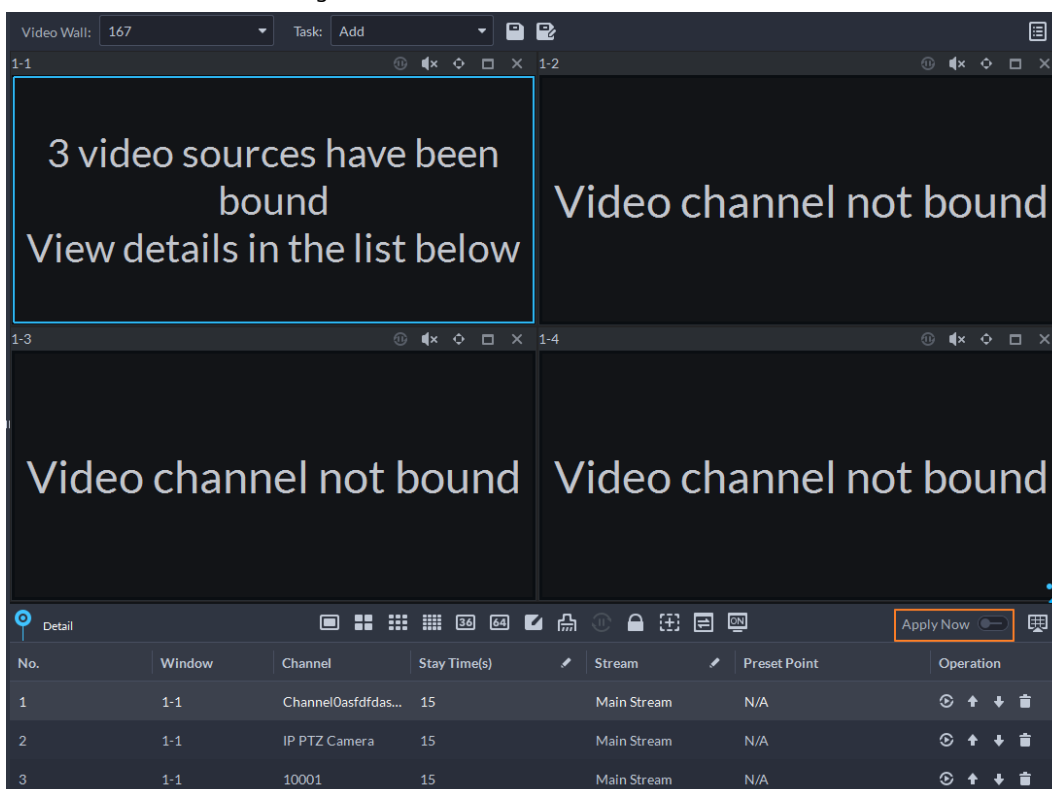 Video Wall: 167 Task: Add
1-1
1-2
3 video sources have been
bound
View details in the list below
Video channel not bound
1-3
1-4
Video channel not bound
Video channel not bound
Detail 36 64 ON Apply Now
No. Window Channel Stay Time(s) Stream Preset Point Operation
1 1-1 Channel0asfdfdas... 15 Main Stream N/A
2 1-1 IP PTZ Camera 15 Main Stream N/A
3 1-1 10001 15 Main Stream N/A